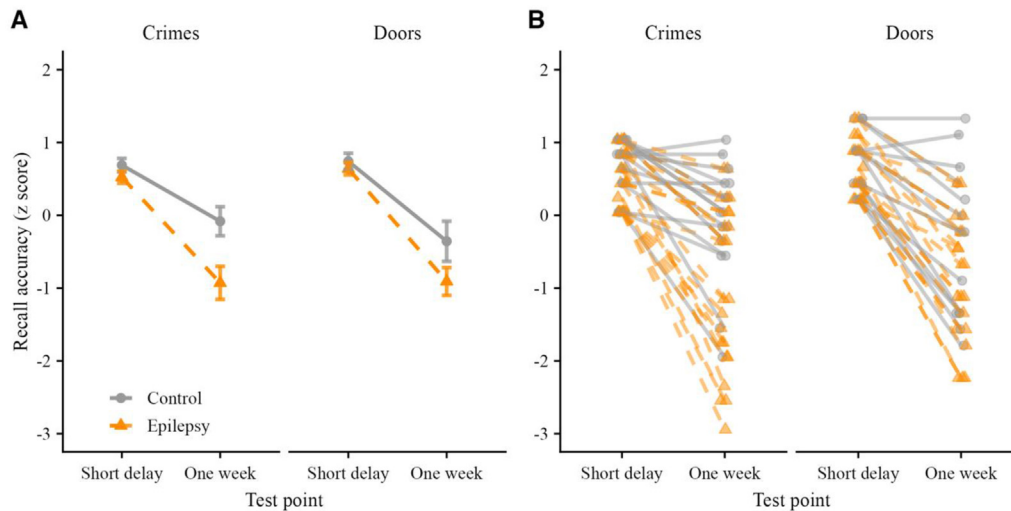 A
B
Crimes
Doors
Crimes
Doors
Recall accuracy (z score)
2
1
0
-1
-2
-3
Control
Epilepsy
2
1
0
-1
-2
-3
Short delay
One week
Short delay
One week
Short delay
One week
Short delay
One week
Test point
Test point